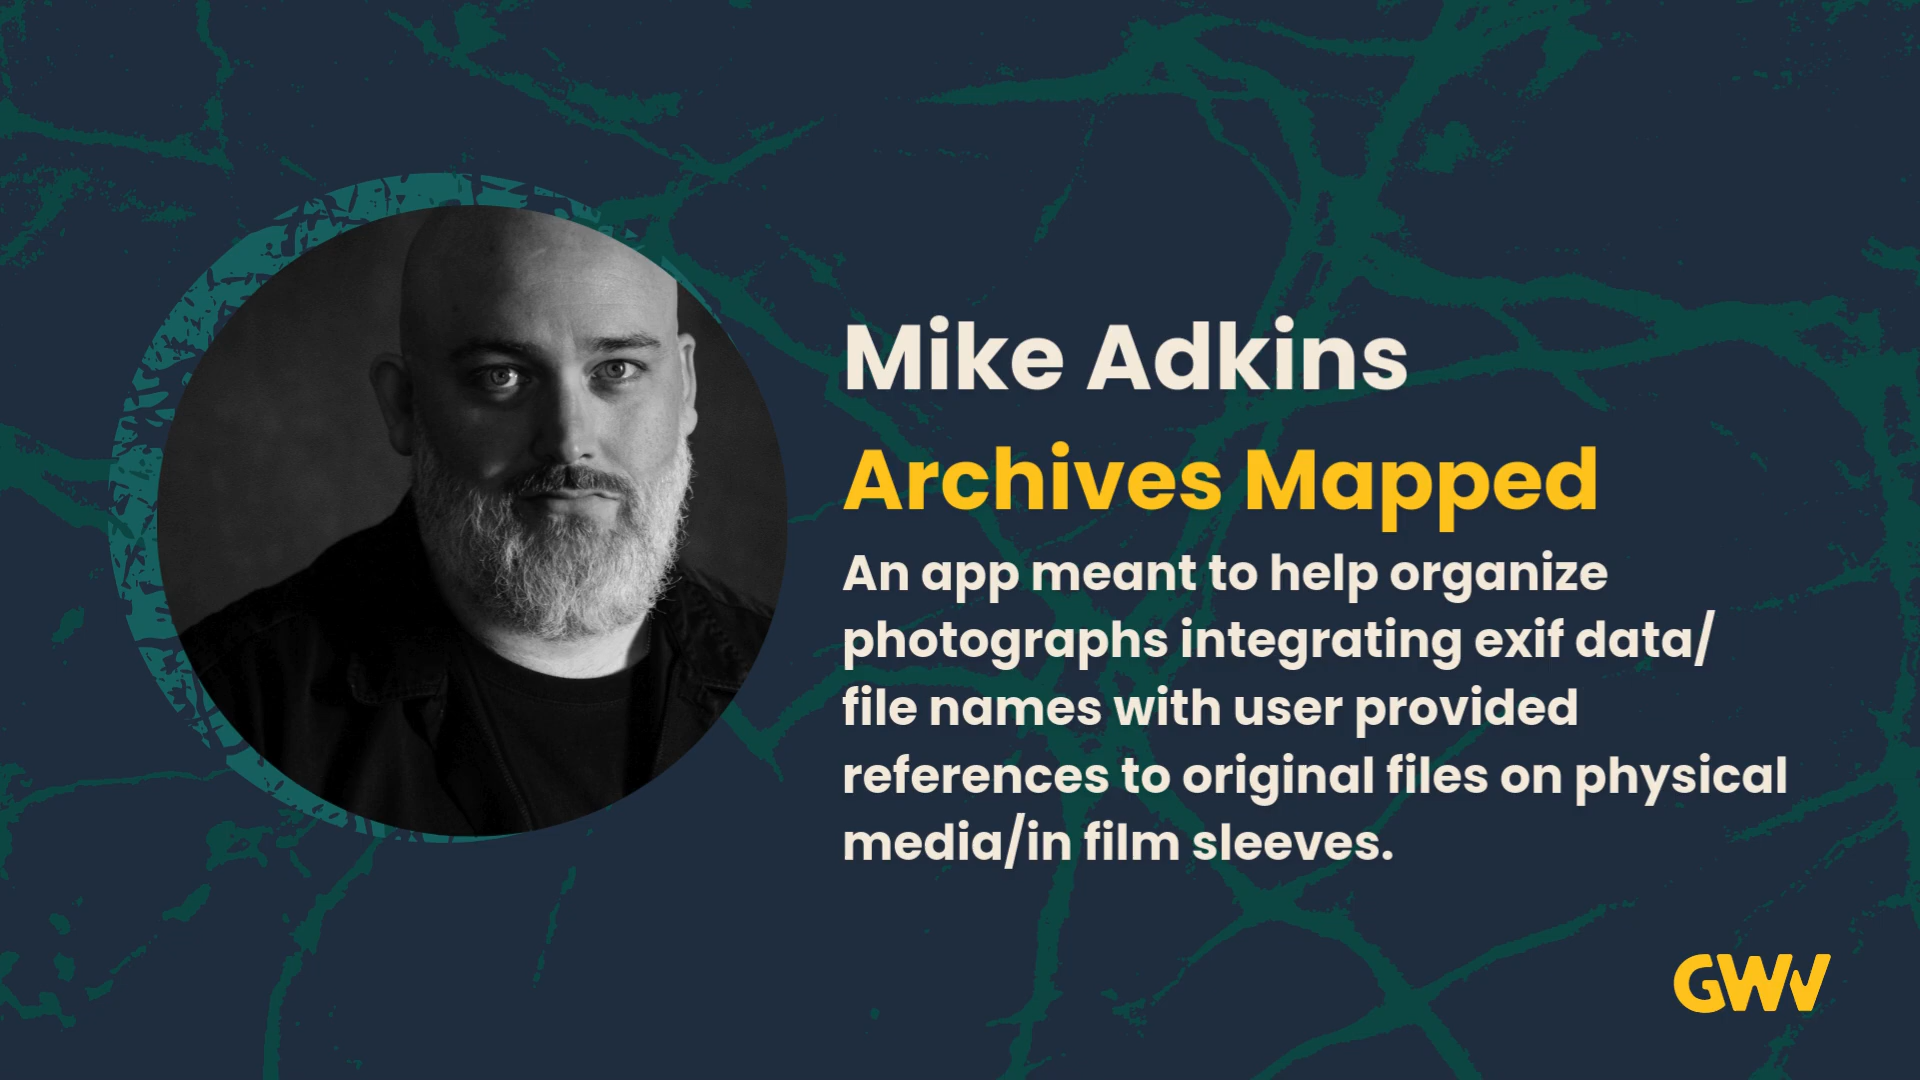 Mike Adkins
Archives Mapped
An app meant to help organize
photographs integrating exif data/
file names with user provided
references to original files on physical
media/in film sleeves.
GWV